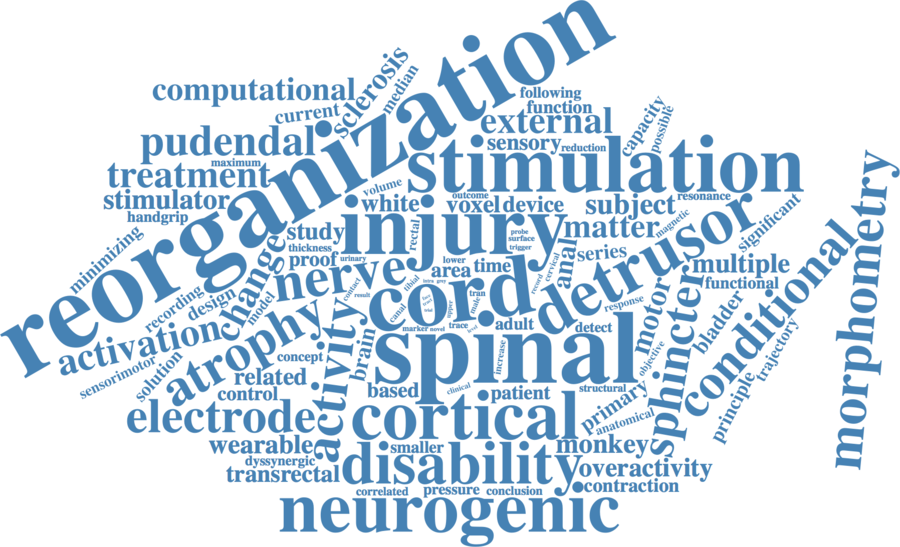 reorganization
sclerosis
median
computational
current
following
function
external
capacity
possible
pudendal
sensory
reduction
maximum
treatment
stimulation
stimulator
volume
outcome
resonance
handgrip
white
voxel
device
subject
magnetic
significant
morphometry
minimizing
study
injury
rectal
probe
surface
trigger
matter
detrusor
thickness
change
proof
urinary
nerve
lower
area
time
anal
series
cervical
record
multiple
functional
conditional
recording
design
model
contact
result
cord
tibial
canal
intra
grey
train
male
upper
response
motor
sphincter
bladder
activation
atrophy
activity
brain
marker
novel
trace
adult
detect
objective
trajectory
principle
sensorimotor
solution
concept
spinal
increase
related
control
based
clinical
patient
structural
primary
anatomical
electrode
cortical
wearable
smaller
monkey
dyssynergic
transrectal
disability
overactivity
contraction
correlated
pressure
conclusion
neurogenic